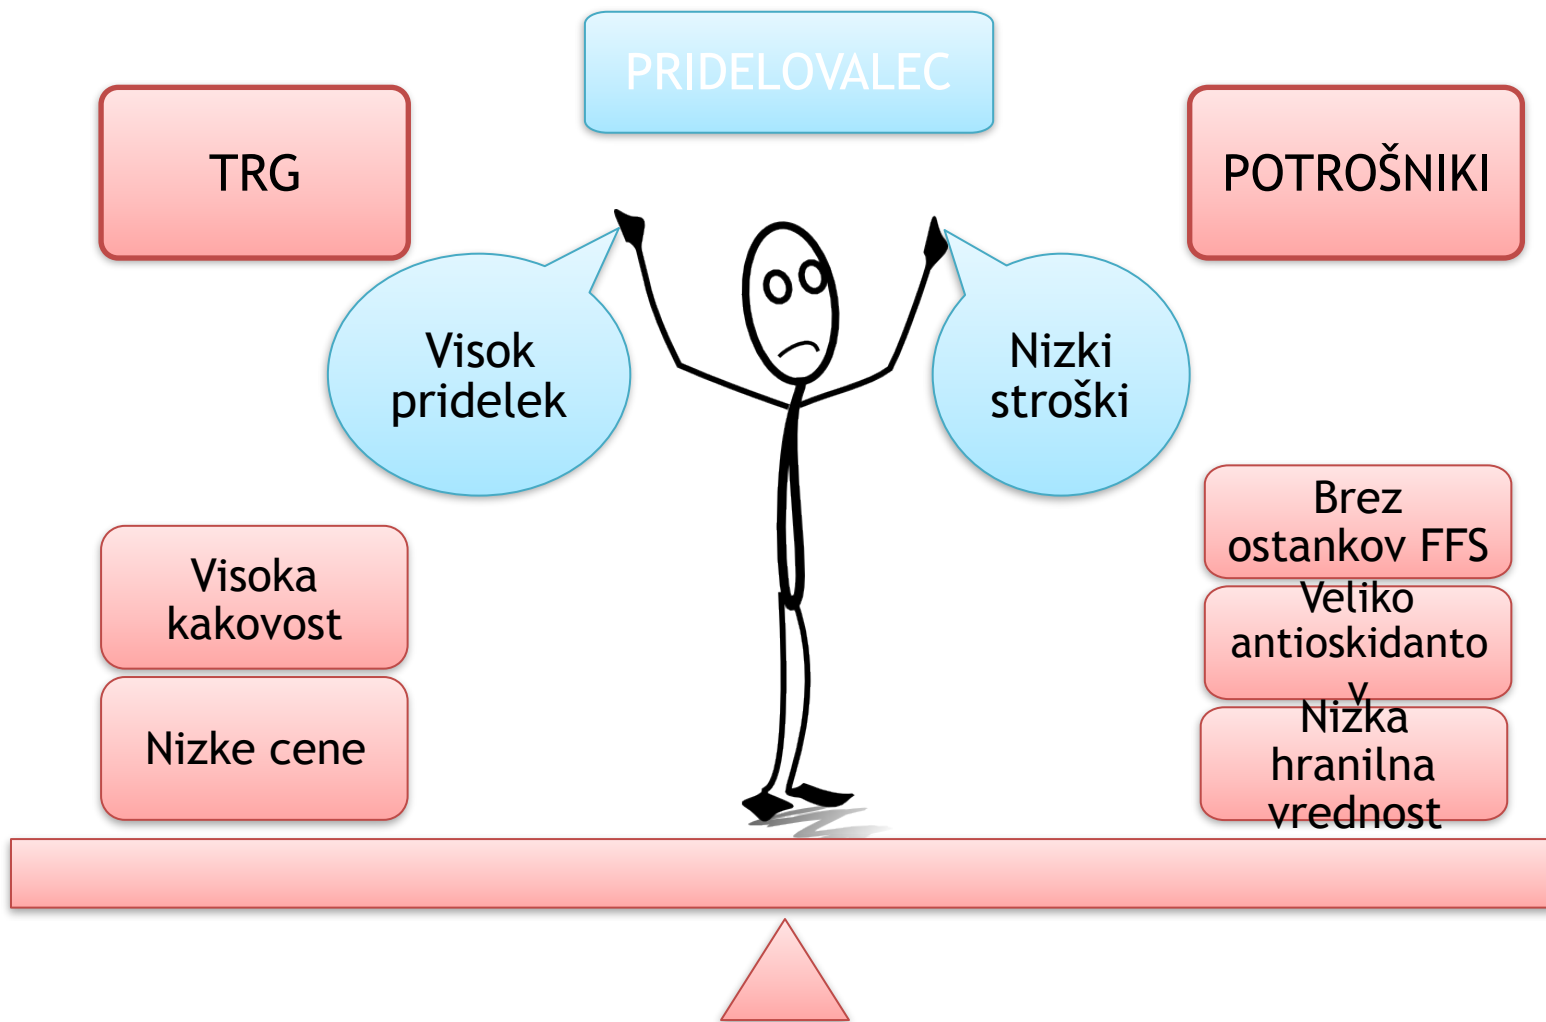 PRIDELOVALEC
TRG
POTROŠNIKI
Visok
pridelek
Nizki
stroški
Visoka
kakovost
Nizke cene
Brez
ostankov FFS
Veliko
antioskidanto
v
Nizka
hranilna
vrednost